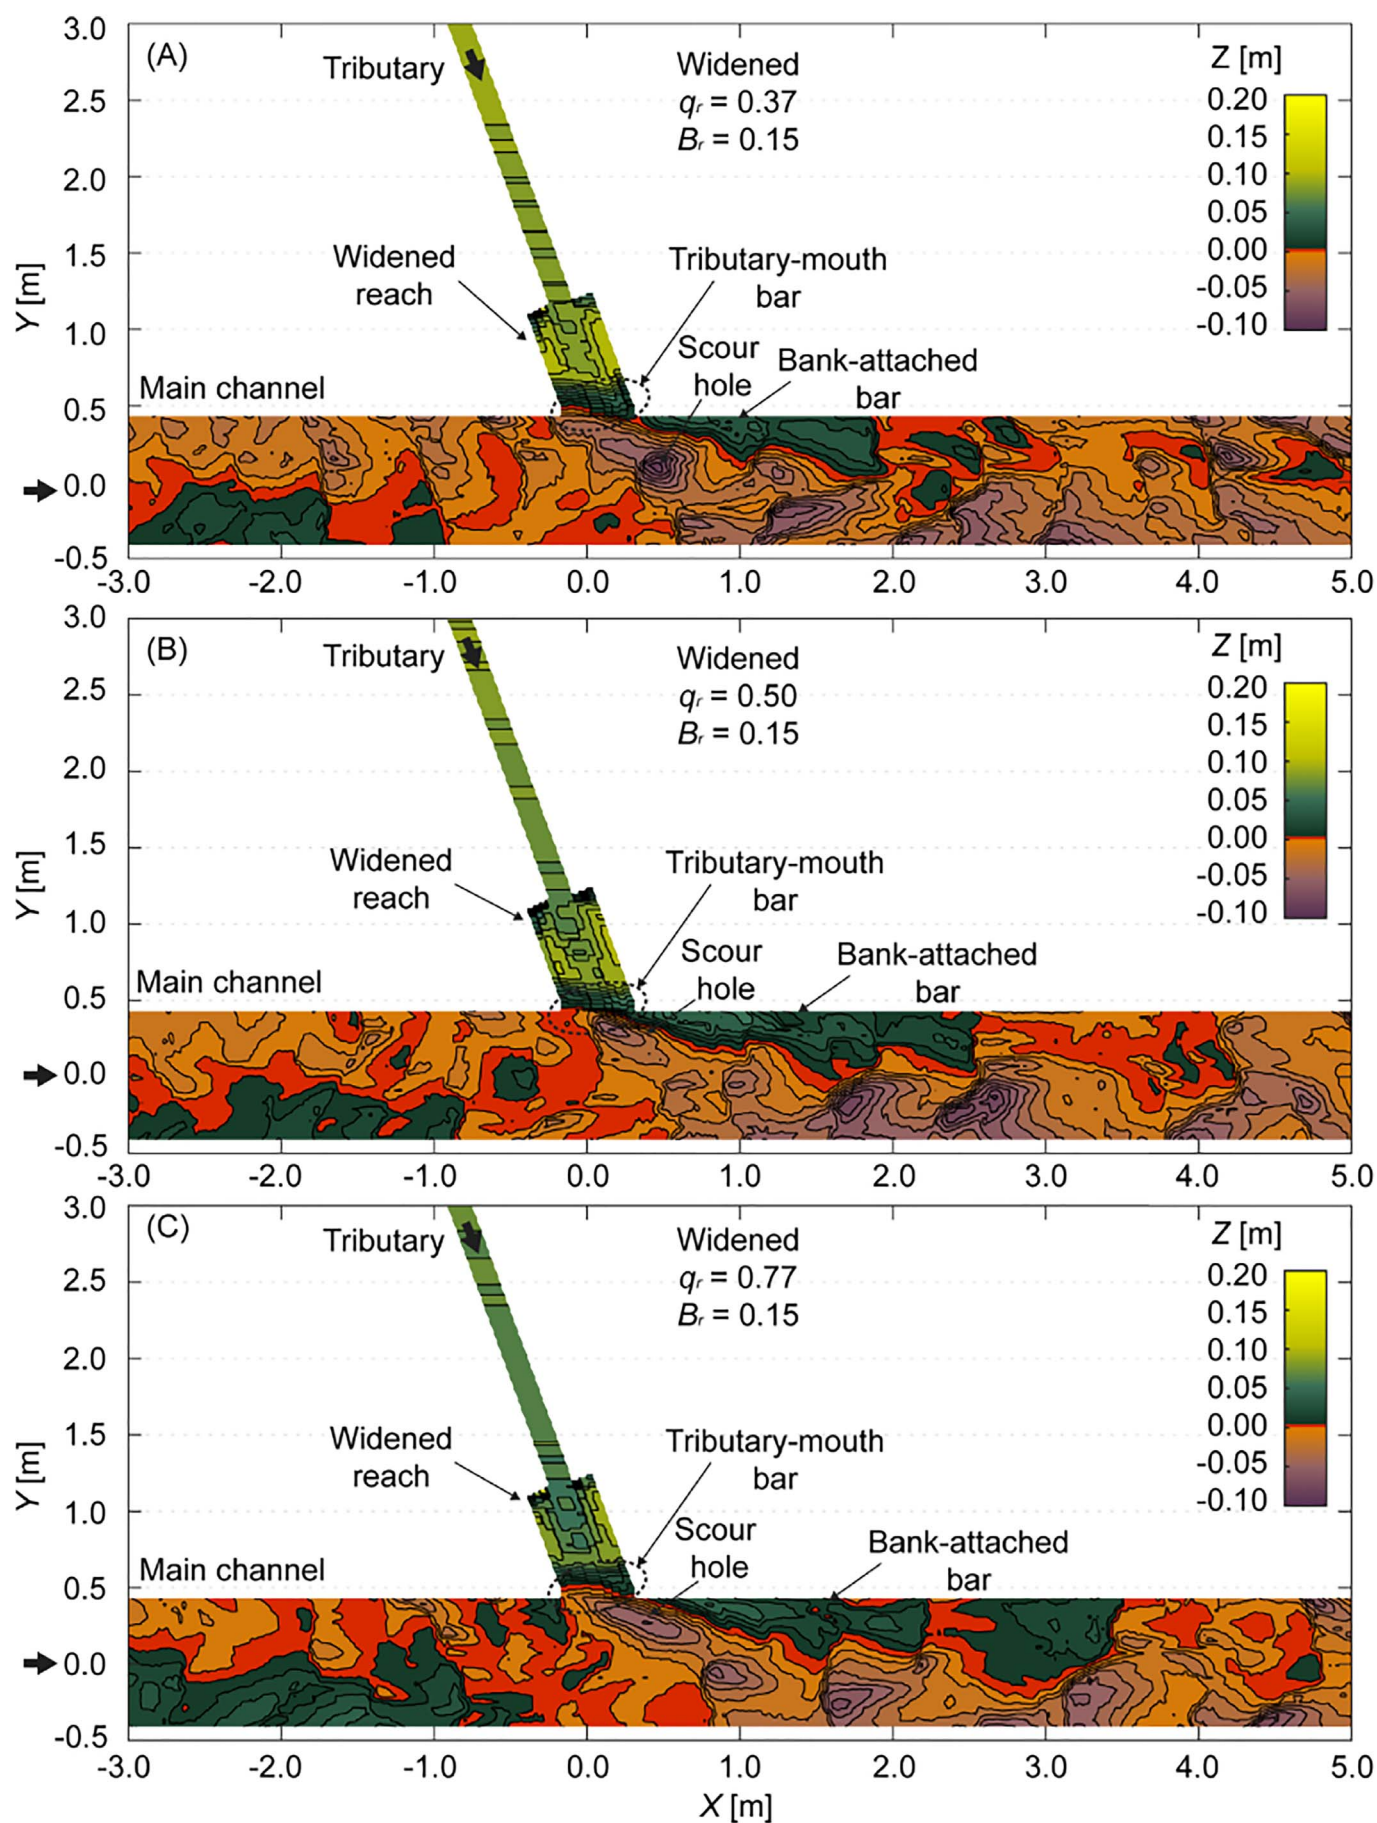 (A)
Tributary
Widened
qr = 0.37
Br = 0.15
Z [m]
0.20
0.15
0.10
0.05
0.00
-0.05
-0.10
3.0
2.5
2.0
1.5
1.0
0.5
0.0
-0.5
Y [m]
Widened
reach
Tributary-mouth
bar
Scour
hole
Bank-attached
bar
Main channel
-3.0 -2.0 -1.0 0.0 1.0 2.0 3.0 4.0 5.0
(B)
Tributary
Widened
qr = 0.50
Br = 0.15
Z [m]
0.20
0.15
0.10
0.05
0.00
-0.05
-0.10
3.0
2.5
2.0
1.5
1.0
0.5
0.0
-0.5
Y [m]
Widened
reach
Tributary-mouth
bar
Scour
hole
Bank-attached
bar
Main channel
-3.0 -2.0 -1.0 0.0 1.0 2.0 3.0 4.0 5.0
(C)
Tributary
Widened
qr = 0.77
Br = 0.15
Z [m]
0.20
0.15
0.10
0.05
0.00
-0.05
-0.10
3.0
2.5
2.0
1.5
1.0
0.5
0.0
-0.5
Y [m]
Widened
reach
Tributary-mouth
bar
Scour
hole
Bank-attached
bar
Main channel
-3.0 -2.0 -1.0 0.0 1.0 2.0 3.0 4.0 5.0
X [m]